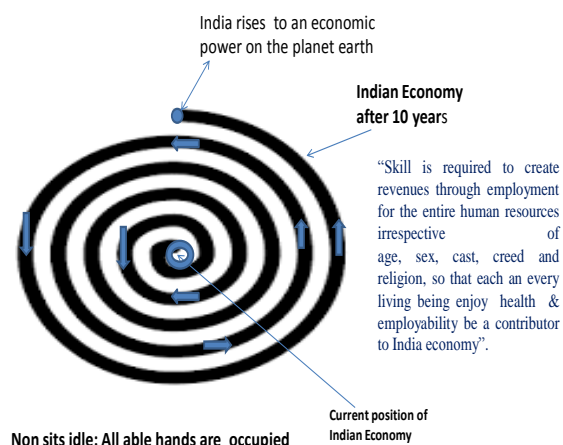 India rises to an economic
power on the planet earth
Indian Economy
after 10 years
“Skill is required to create
revenues through employment
for the entire human resources
irrespective of
age, sex, cast, creed and
religion, so that each an every
living being enjoy health &
employability be a contributor
to India economy”.
Current position of
Indian Economy
Non sits idle: All able hands are occupied